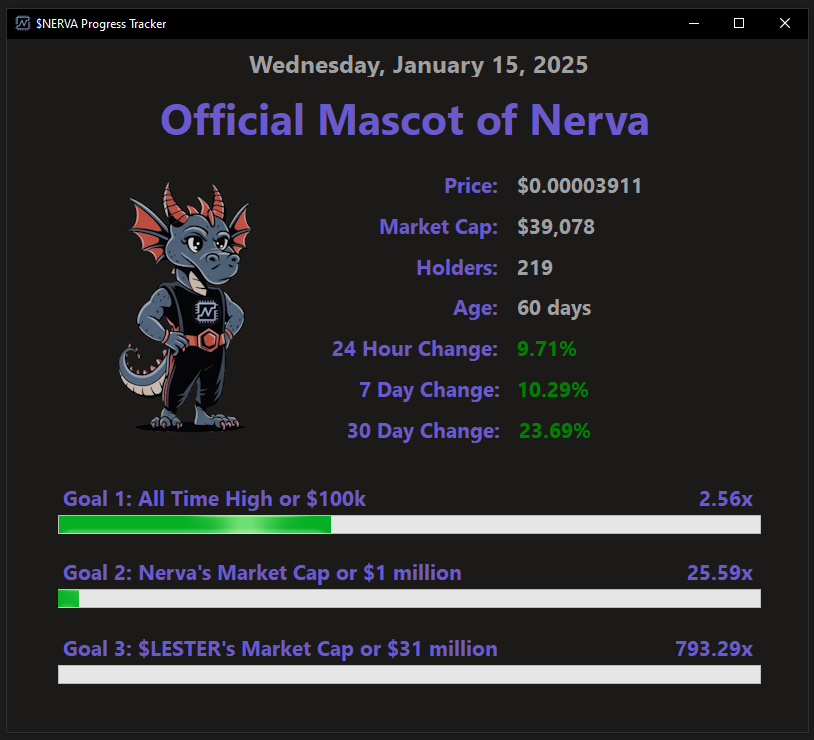 $NERVA Progress Tracker
Wednesday, January 15, 2025
Official Mascot of Nerva
Price: $0.00003911
Market Cap: $39,078
Holders: 219
Age: 60 days
24 Hour Change: 9.71%
7 Day Change: 10.29%
30 Day Change: 23.69%
N
Goal 1: All Time High or $100k 2.56x
Goal 2: Nerva's Market Cap or $1 million 25.59x
Goal 3: $LESTER's Market Cap or $31 million 793.29x